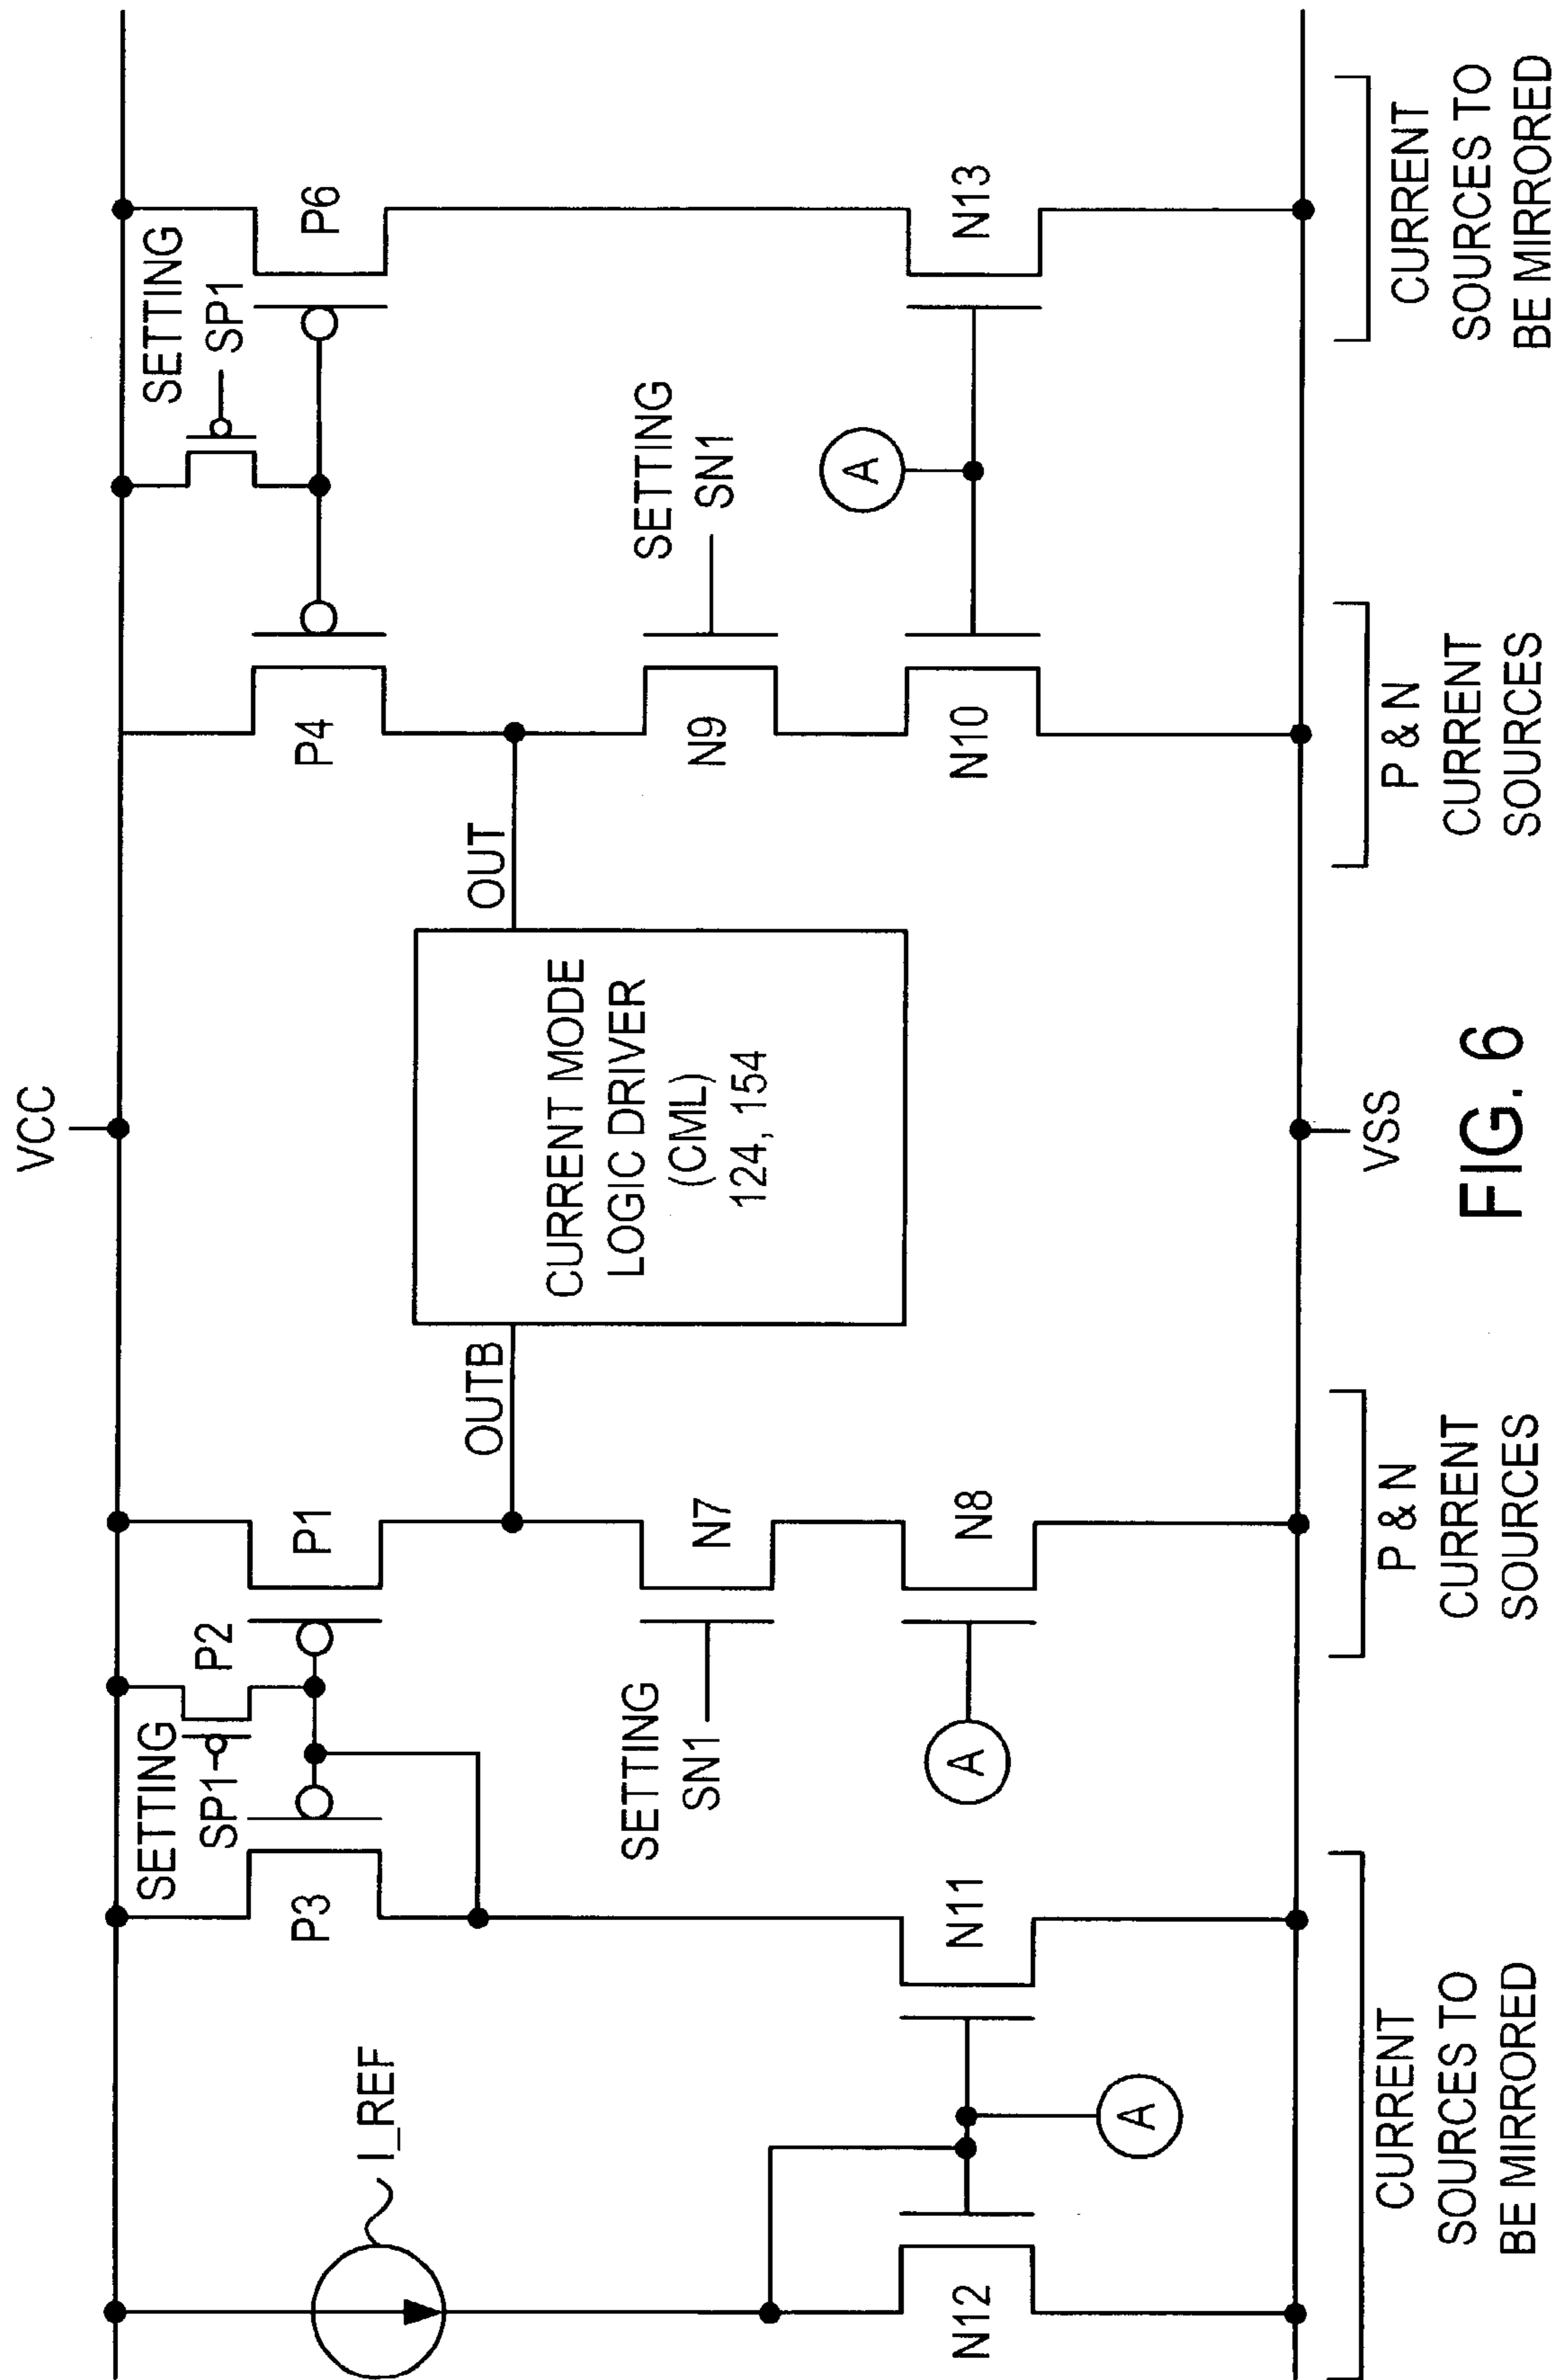 VCC
SETTING
SP1
P3
P2
P1
I_REF
OUTB
OUT
CURRENT MODE
LOGIC DRIVER
(CML)
124, 154
SETTING
SP1
P4
P6
SETTING
SN1
N7
N8
A
N12
N11
A
SETTING
SN1
N9
N10
A
N13
VSS
CURRENT
SOURCES TO
BE MIRRORED
P & N
CURRENT
SOURCES
P & N
CURRENT
SOURCES
CURRENT
SOURCES TO
BE MIRRORED
FIG. 6